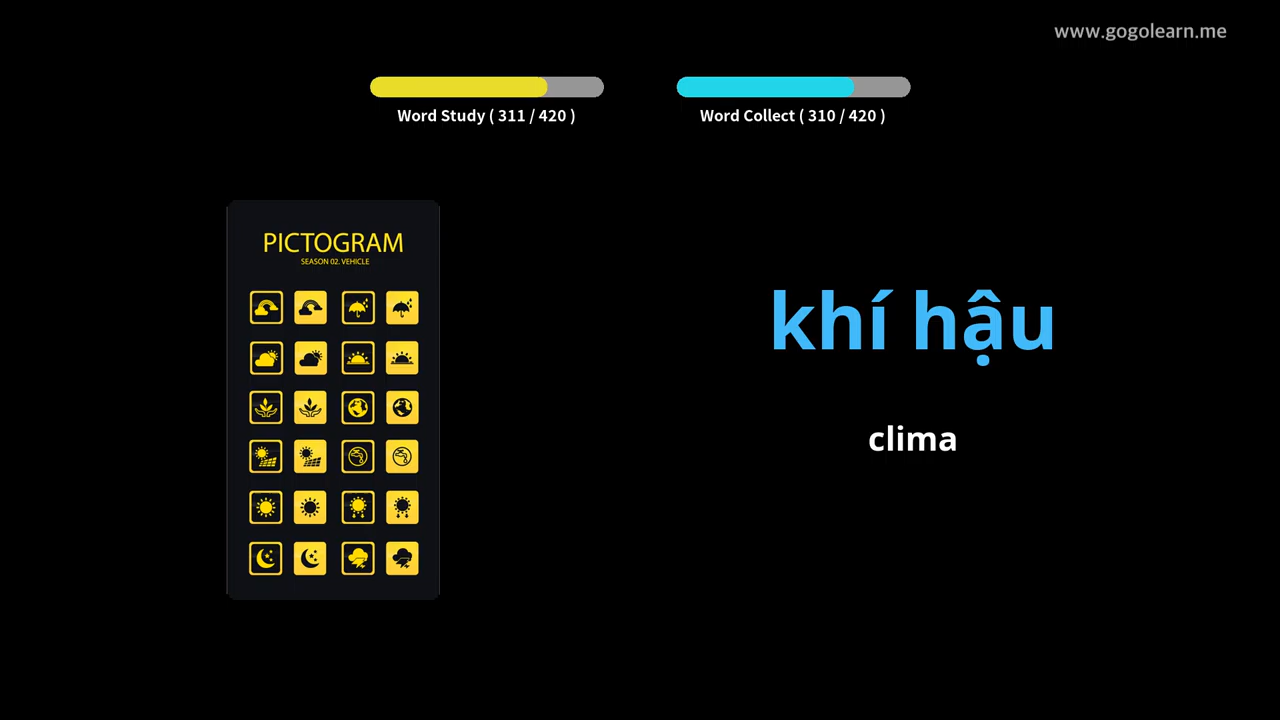 www.gogolearn.me
Word Study ( 311 / 420 )
Word Collect ( 310 / 420 )
PICTOGRAM
SEASON 02. VEHICLE
khí hậu
clima